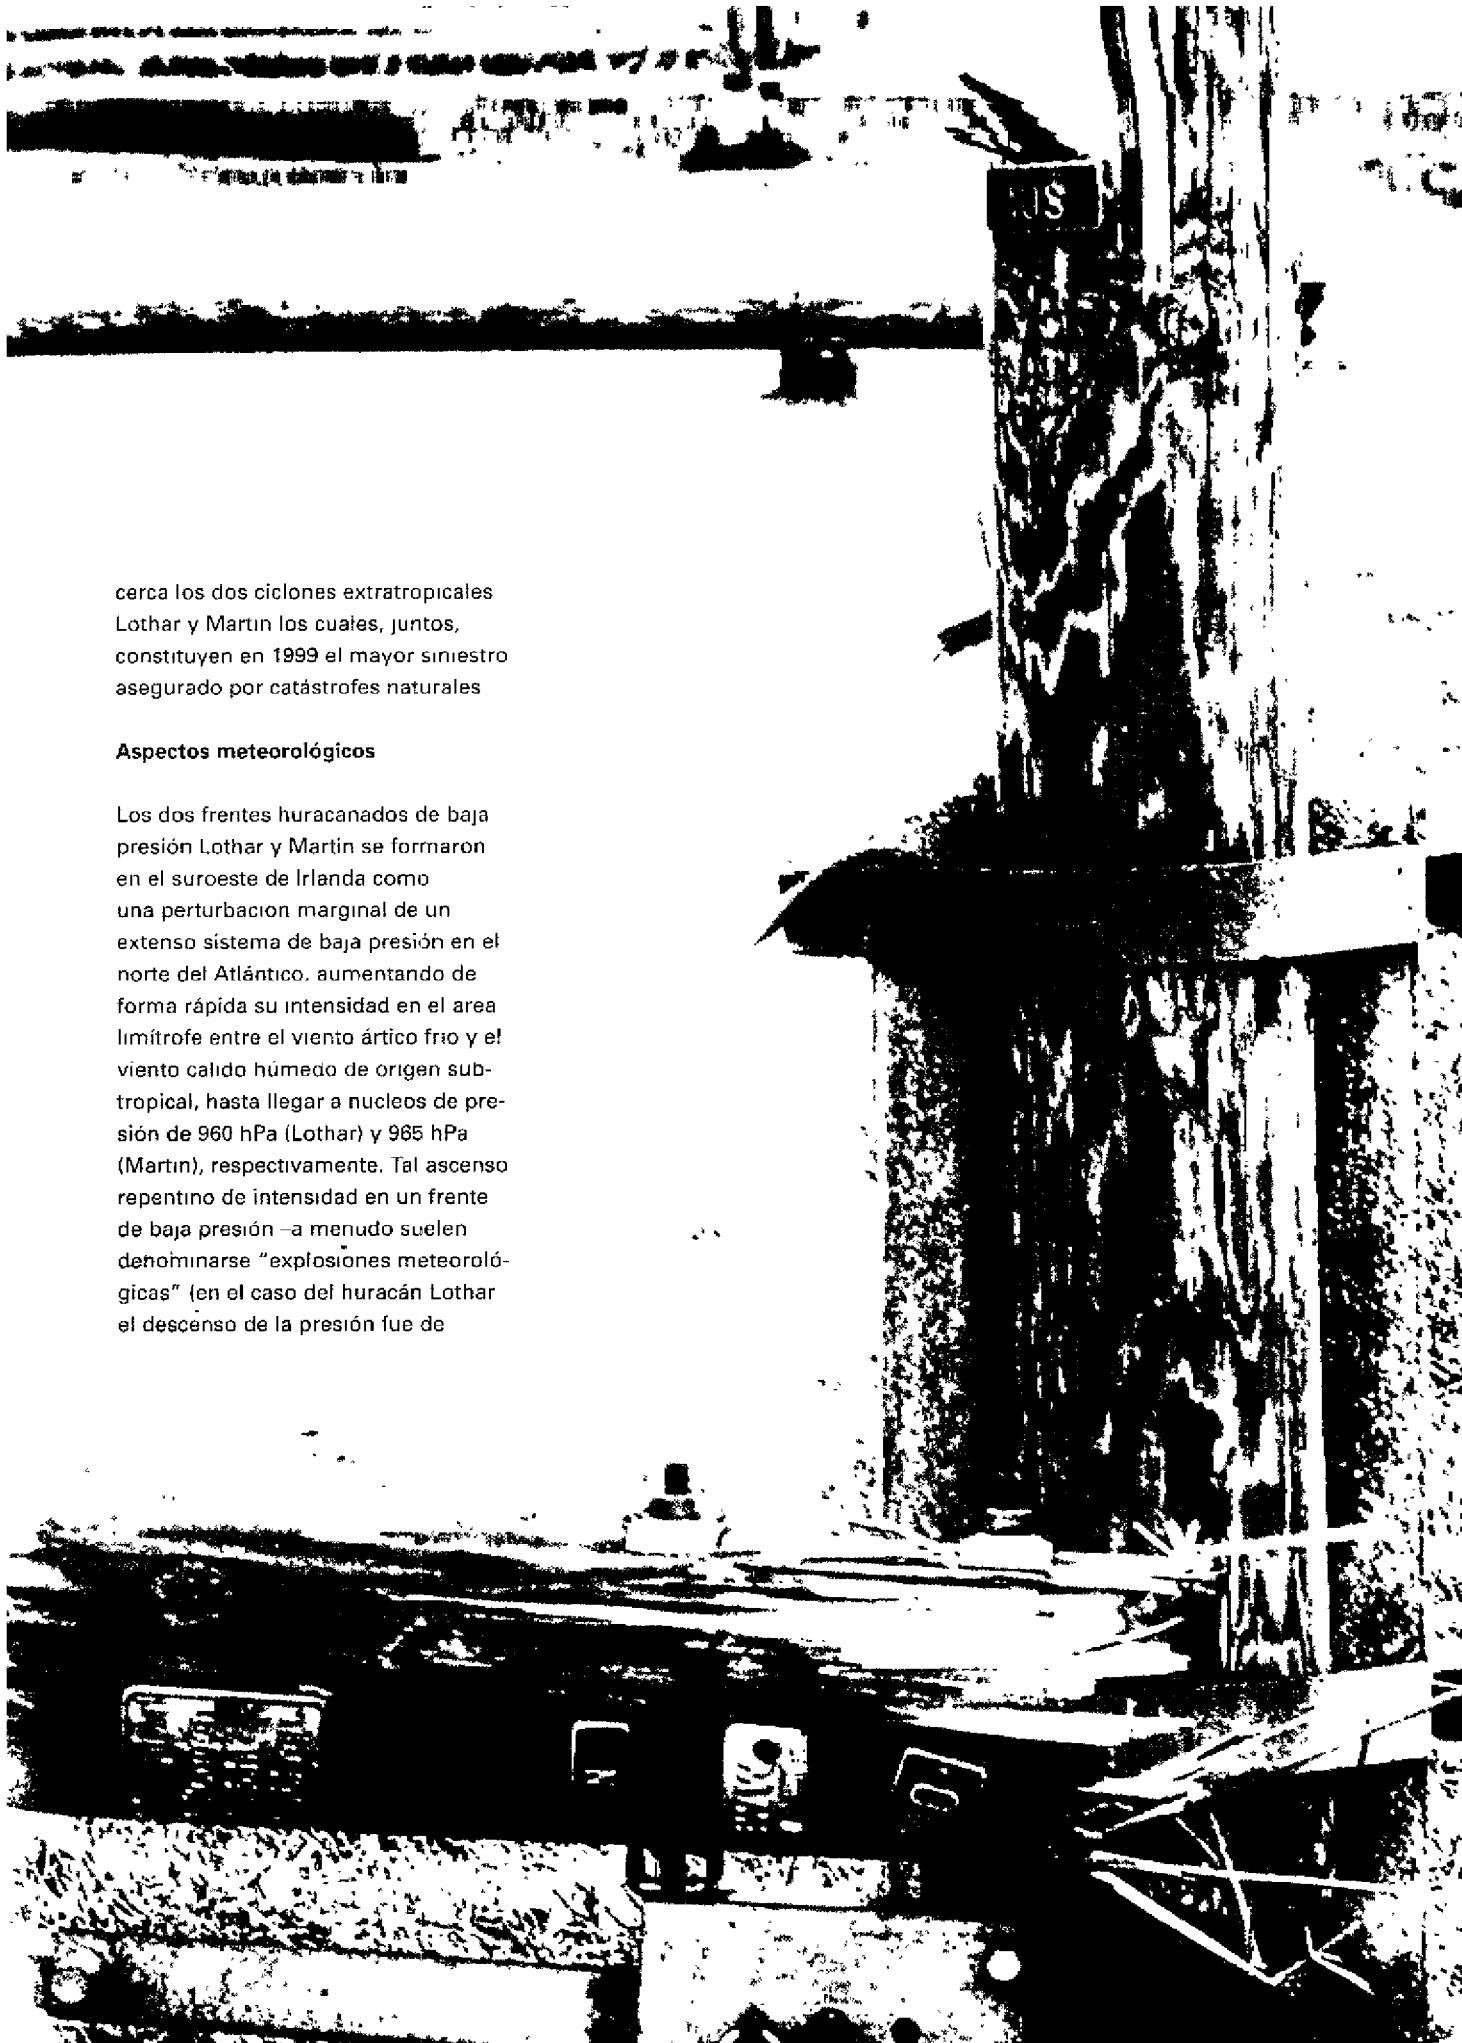 cerca los dos ciclones extratropicales
Lothar y Martin los cuales, juntos,
constituyen en 1999 el mayor siniestro
asegurado por catástrofes naturales
Aspectos meteorológicos
Los dos frentes huracanados de baja
presión Lothar y Martin se formaron
en el suroeste de Irlanda como
una perturbacion marginal de un
extenso sistema de baja presión en el
norte del Atlántico, aumentando de
forma rápida su intensidad en el area
limítrofe entre el viento ártico frio y el
viento calido húmedo de origen sub-
tropical, hasta llegar a nucleos de pre-
sión de 960 hPa (Lothar) y 965 hPa
(Martin), respectivamente. Tal ascenso
repentino de intensidad en un frente
de baja presión –a menudo suelen
denominarse "explosiones meteoroló-
gicas" (en el caso del huracán Lothar
el descenso de la presión fue de